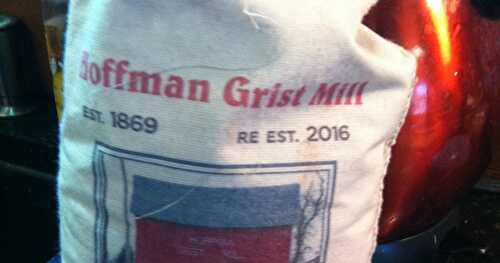 Hoffman Grist Mill
EST. 1869
RE EST. 2016